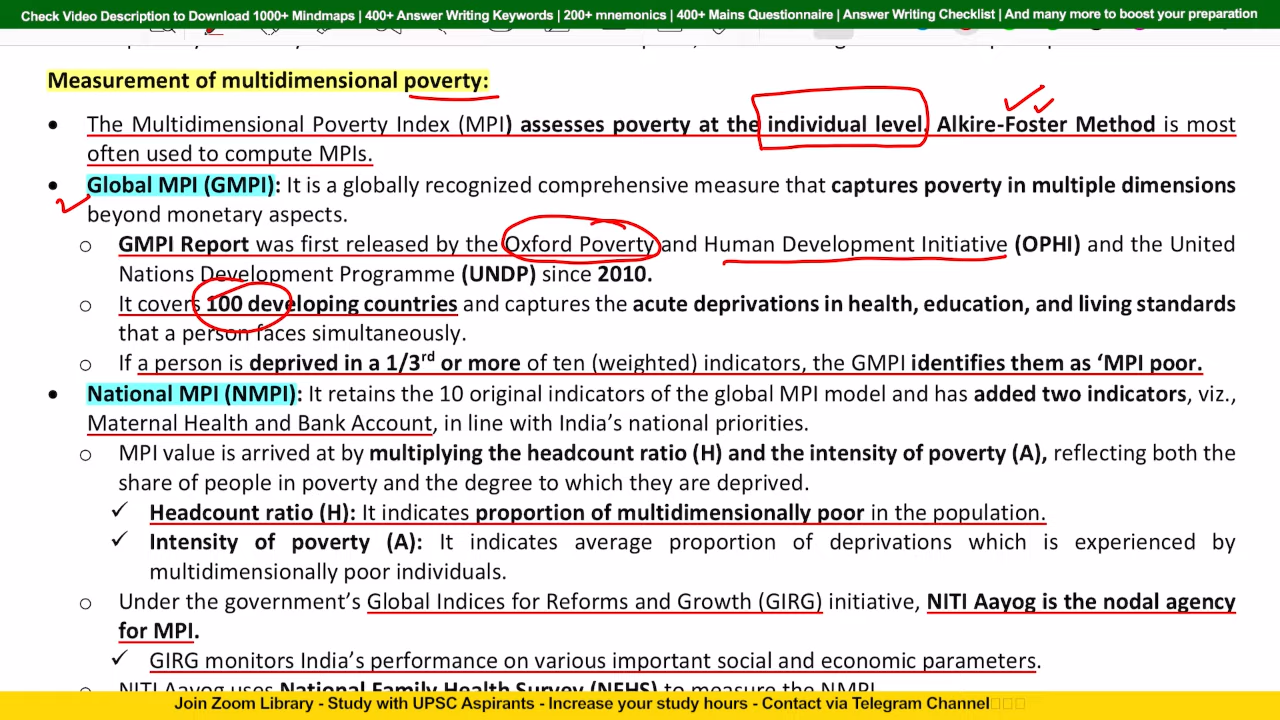 Check Video Description to Download 1000+ Mindmaps | 400+ Answer Writing Keywords | 200+ mnemonics | 400+ Mains Questionnaire | Answer Writing Checklist | And many more to boost your preparation
Measurement of multidimensional poverty:
• The Multidimensional Poverty Index (MPI) assesses poverty at the individual level. Alkire-Foster Method is most
often used to compute MPIs.
• Global MPI (GMPI): It is a globally recognized comprehensive measure that captures poverty in multiple dimensions
beyond monetary aspects.
o GMPI Report was first released by the Oxford Poverty and Human Development Initiative (OPHI) and the United
Nations Development Programme (UNDP) since 2010.
o It covers 100 developing countries and captures the acute deprivations in health, education, and living standards
that a person faces simultaneously.
o If a person is deprived in a 1/3rd or more of ten (weighted) indicators, the GMPI identifies them as ‘MPI poor.
• National MPI (NMPI): It retains the 10 original indicators of the global MPI model and has added two indicators, viz.,
Maternal Health and Bank Account, in line with India’s national priorities.
o MPI value is arrived at by multiplying the headcount ratio (H) and the intensity of poverty (A), reflecting both the
share of people in poverty and the degree to which they are deprived.
✓ Headcount ratio (H): It indicates proportion of multidimensionally poor in the population.
✓ Intensity of poverty (A): It indicates average proportion of deprivations which is experienced by
multidimensionally poor individuals.
o Under the government’s Global Indices for Reforms and Growth (GIRG) initiative, NITI Aayog is the nodal agency
for MPI.
✓ GIRG monitors India’s performance on various important social and economic parameters.
o NITI Aayog uses National Family Health Survey (NFHS) to measure the NMPI.
Join Zoom Library - Study with UPSC Aspirants - Increase your study hours - Contact via Telegram Channel